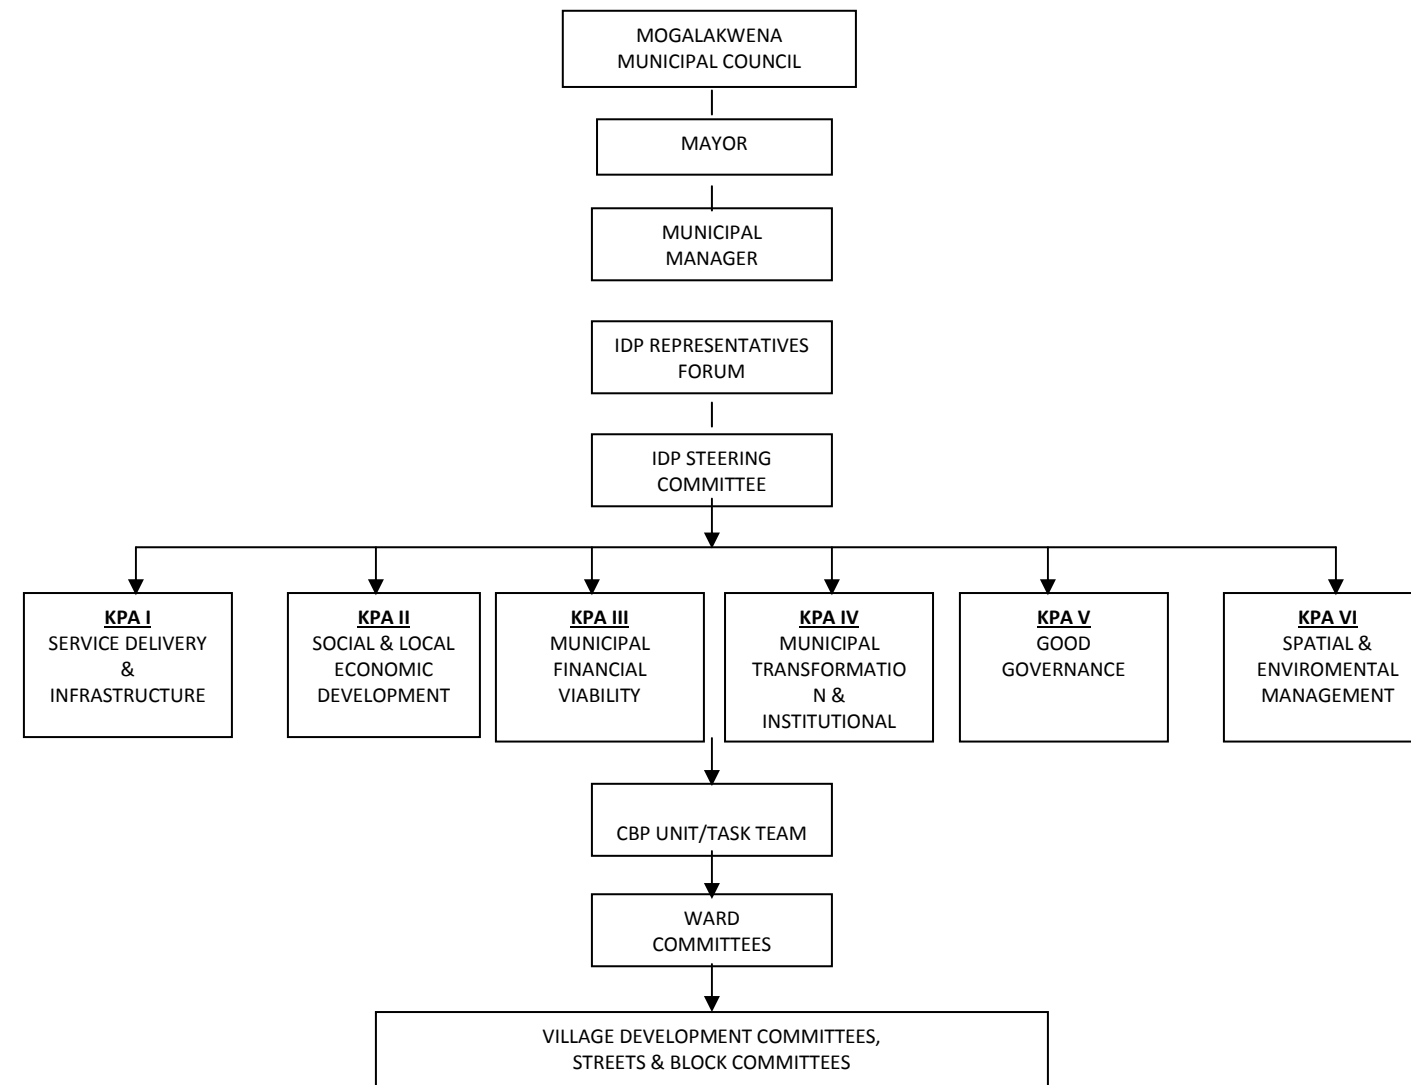 MOGALAKWENA
MUNICIPAL COUNCIL
MAYOR
MUNICIPAL
MANAGER
IDP REPRESENTATIVES
FORUM
IDP STEERING
COMMITTEE
KPA I
SERVICE DELIVERY
&
INFRASTRUCTURE
KPA II
SOCIAL & LOCAL
ECONOMIC
DEVELOPMENT
KPA III
MUNICIPAL
FINANCIAL
VIABILITY
KPA IV
MUNICIPAL
TRANSFORMATIO
N &
INSTITUTIONAL
KPA V
GOOD
GOVERNANCE
KPA VI
SPATIAL &
ENVIROMENTAL
MANAGEMENT
CBP UNIT/TASK TEAM
WARD
COMMITTEES
VILLAGE DEVELOPMENT COMMITTEES,
STREETS & BLOCK COMMITTEES